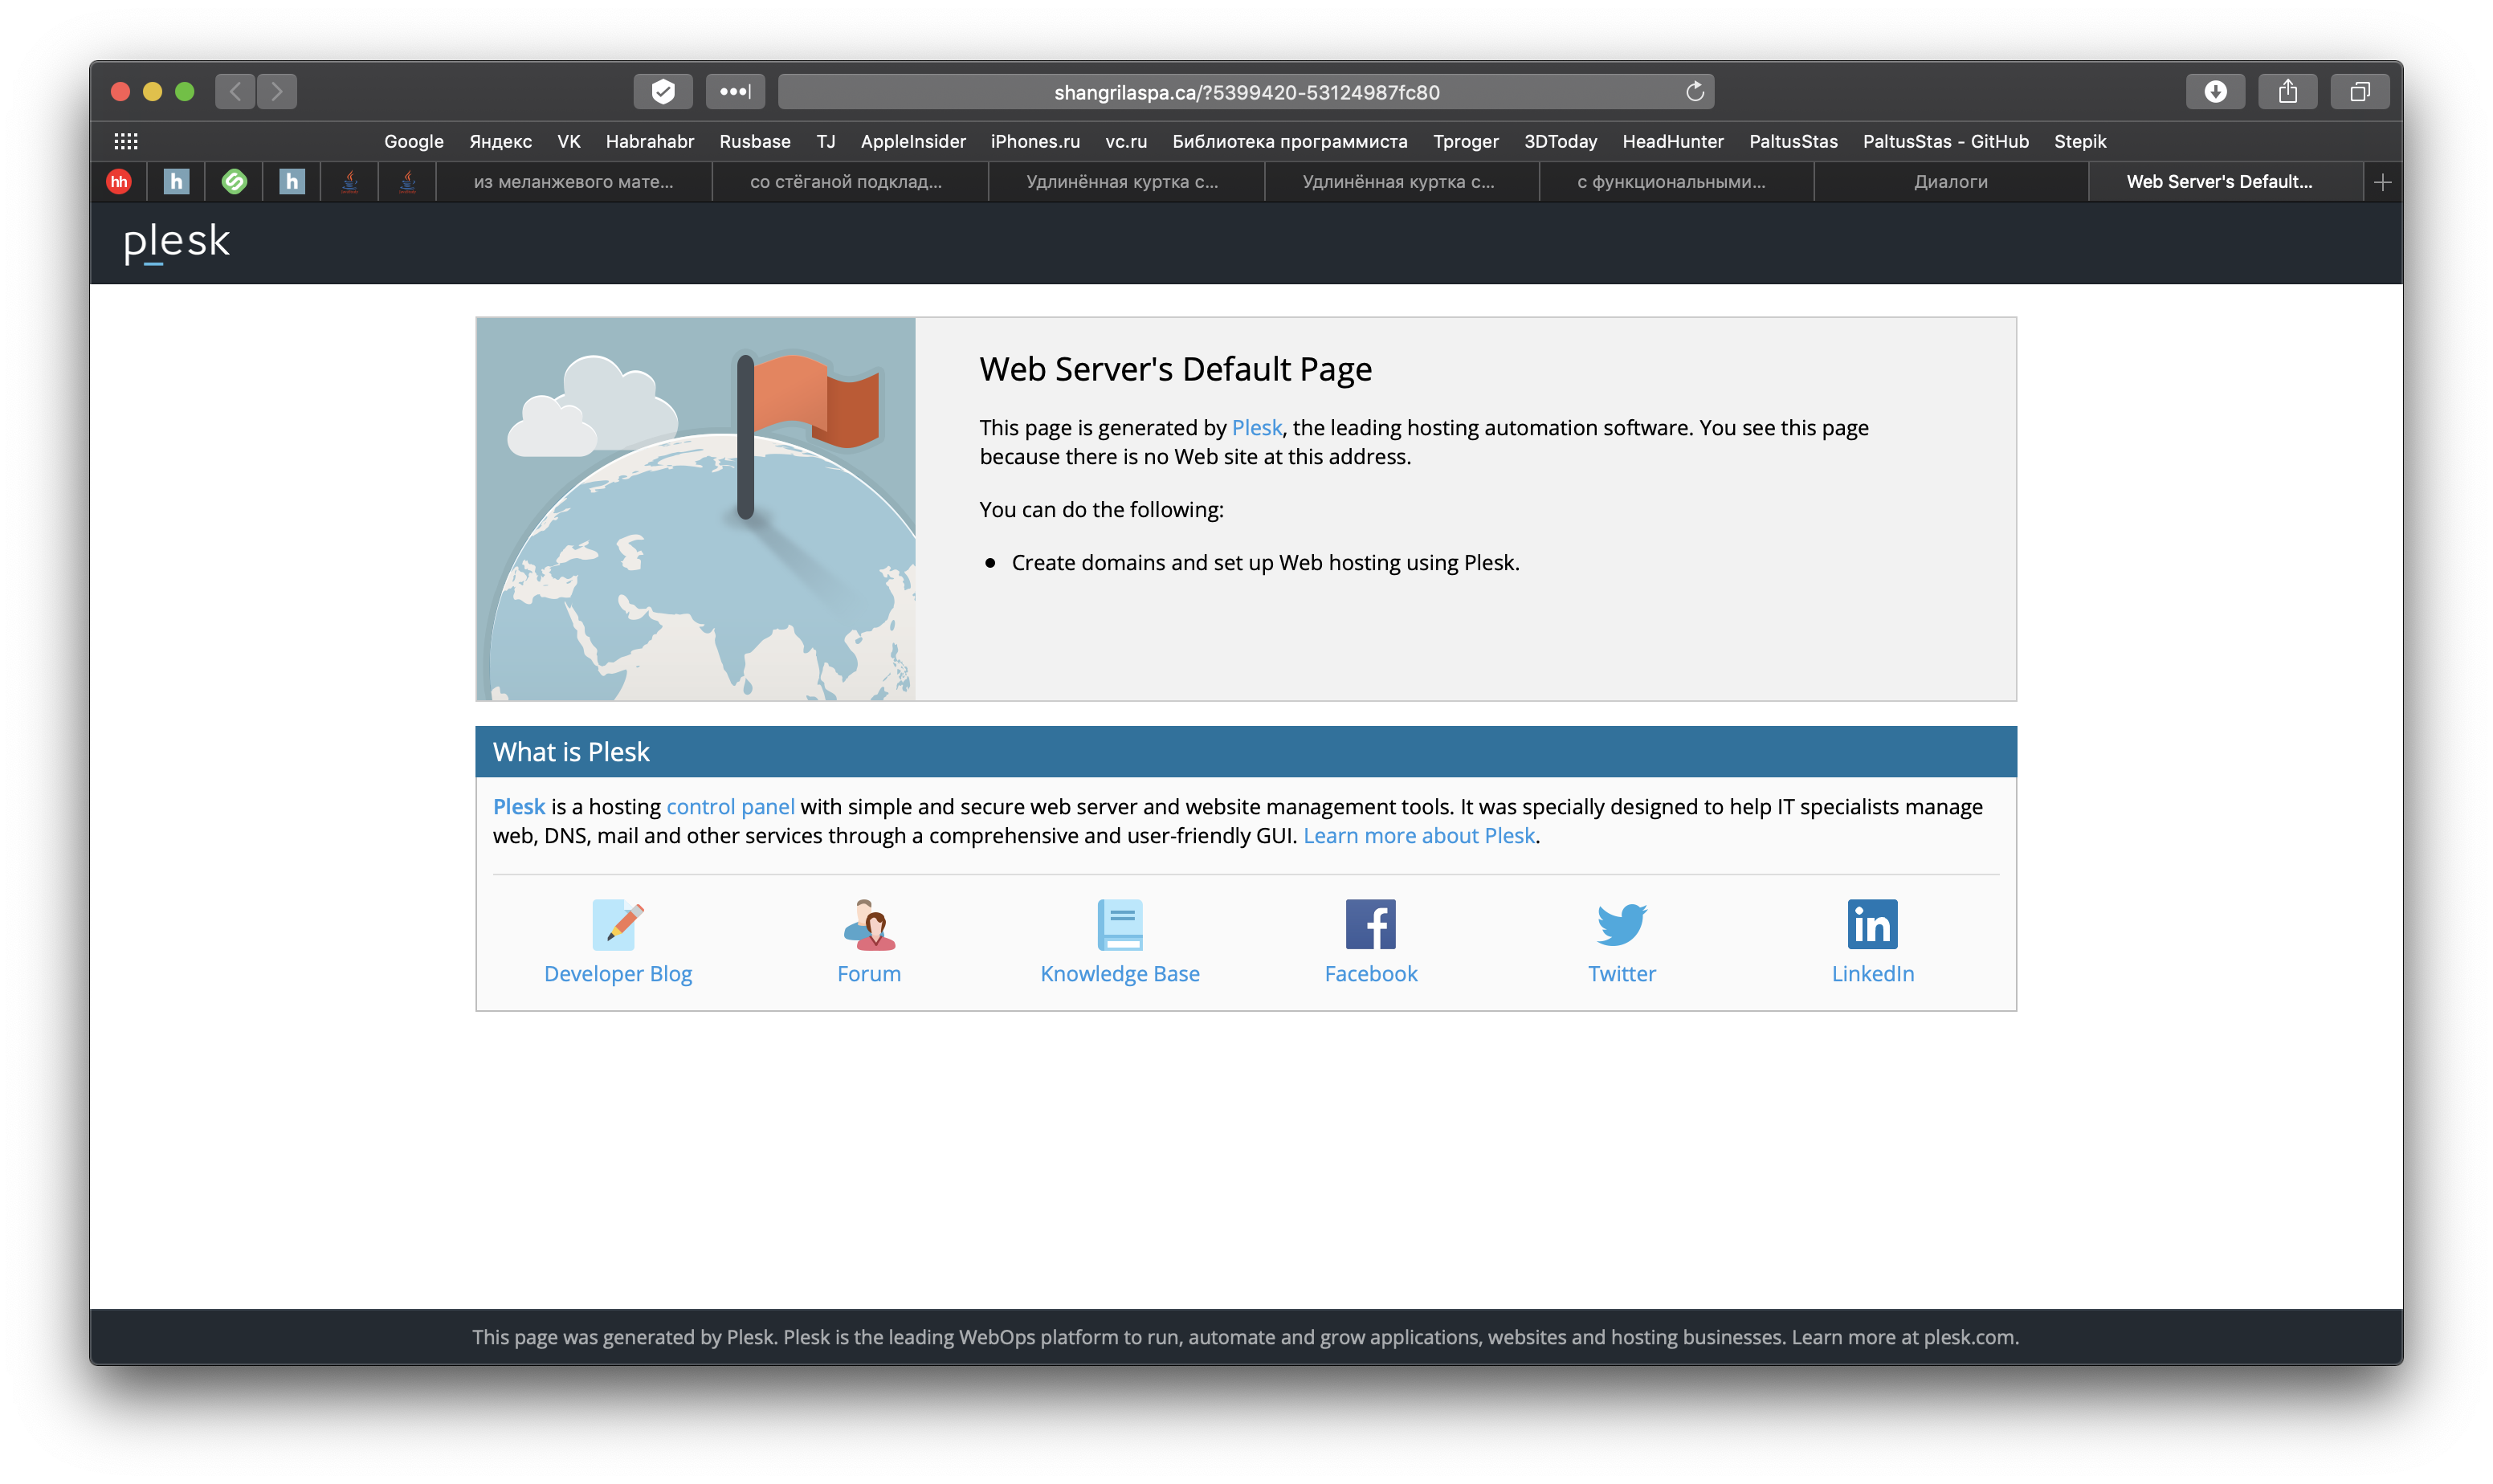 shangrilaspa.ca/?5399420-53124987fc80
Google Яндекс VK Habrahabr Rusbase TJ AppleInsider iPhones.ru vc.ru Библиотека программиста Tproger 3DToday HeadHunter PaltusStas PaltusStas - GitHub Stepik
hh h h из меланжевого мате... со стёганой подклад... Удлинённая куртка с... Удлинённая куртка с... с функциональными... Диалоги Web Server's Default...
plesk
Web Server's Default Page
This page is generated by Plesk, the leading hosting automation software. You see this page
because there is no Web site at this address.
You can do the following:
● Create domains and set up Web hosting using Plesk.
What is Plesk
Plesk is a hosting control panel with simple and secure web server and website management tools. It was specially designed to help IT specialists manage
web, DNS, mail and other services through a comprehensive and user-friendly GUI. Learn more about Plesk.
f in
Developer Blog Forum Knowledge Base Facebook Twitter LinkedIn
This page was generated by Plesk. Plesk is the leading WebOps platform to run, automate and grow applications, websites and hosting businesses. Learn more at plesk.com.